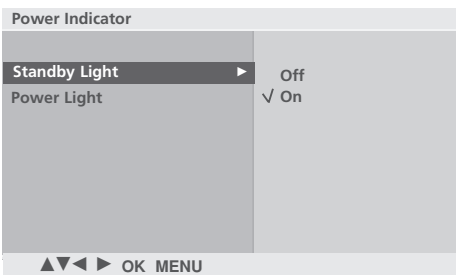 Power Indicator
Standby Light ►
Off
Power Light
√ On
▲▼◄ ► OK MENU